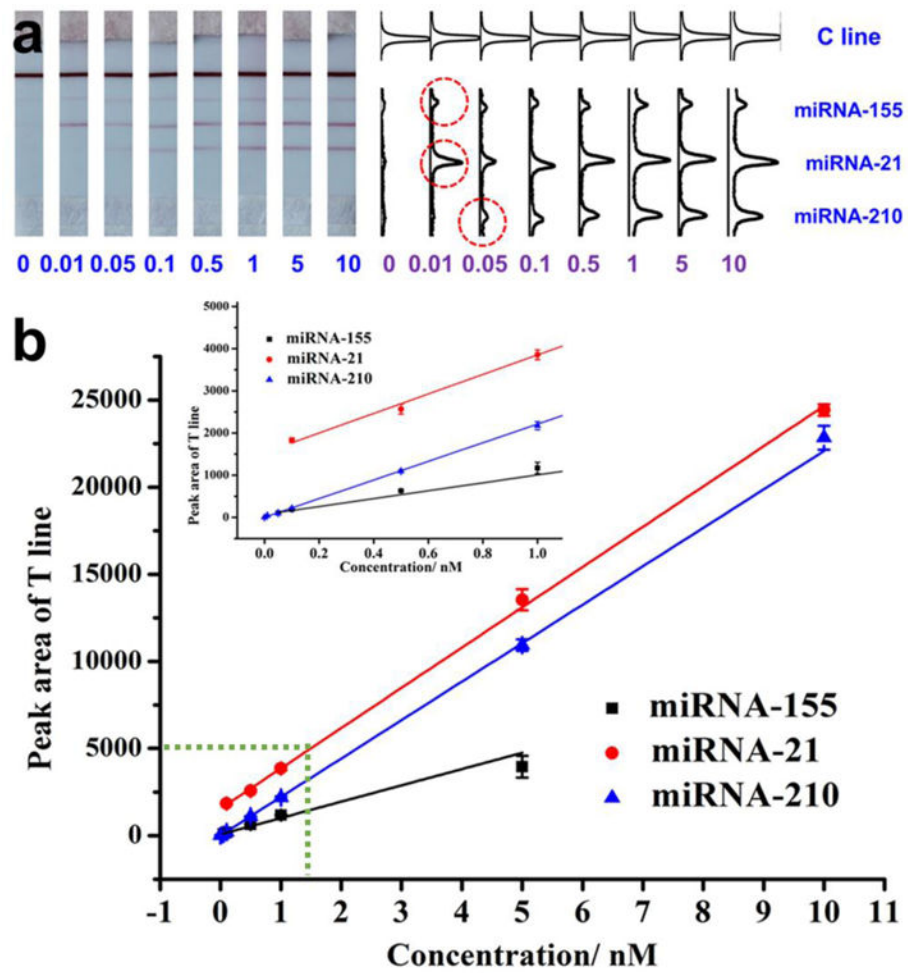 a
C line
miRNA-155
miRNA-21
miRNA-210
0 0.01 0.05 0.1 0.5 1 5 10
0 0.01 0.05 0.1 0.5 1 5 10
b
5000
4000
3000
2000
1000
0
Peak area of T line
miRNA-155
miRNA-21
miRNA-210
0.0 0.2 0.4 0.6 0.8 1.0
Concentration/ nM
25000
20000
15000
10000
5000
0
Peak area of T line
miRNA-155
miRNA-21
miRNA-210
-1 0 1 2 3 4 5 6 7 8 9 10 11
Concentration/ nM